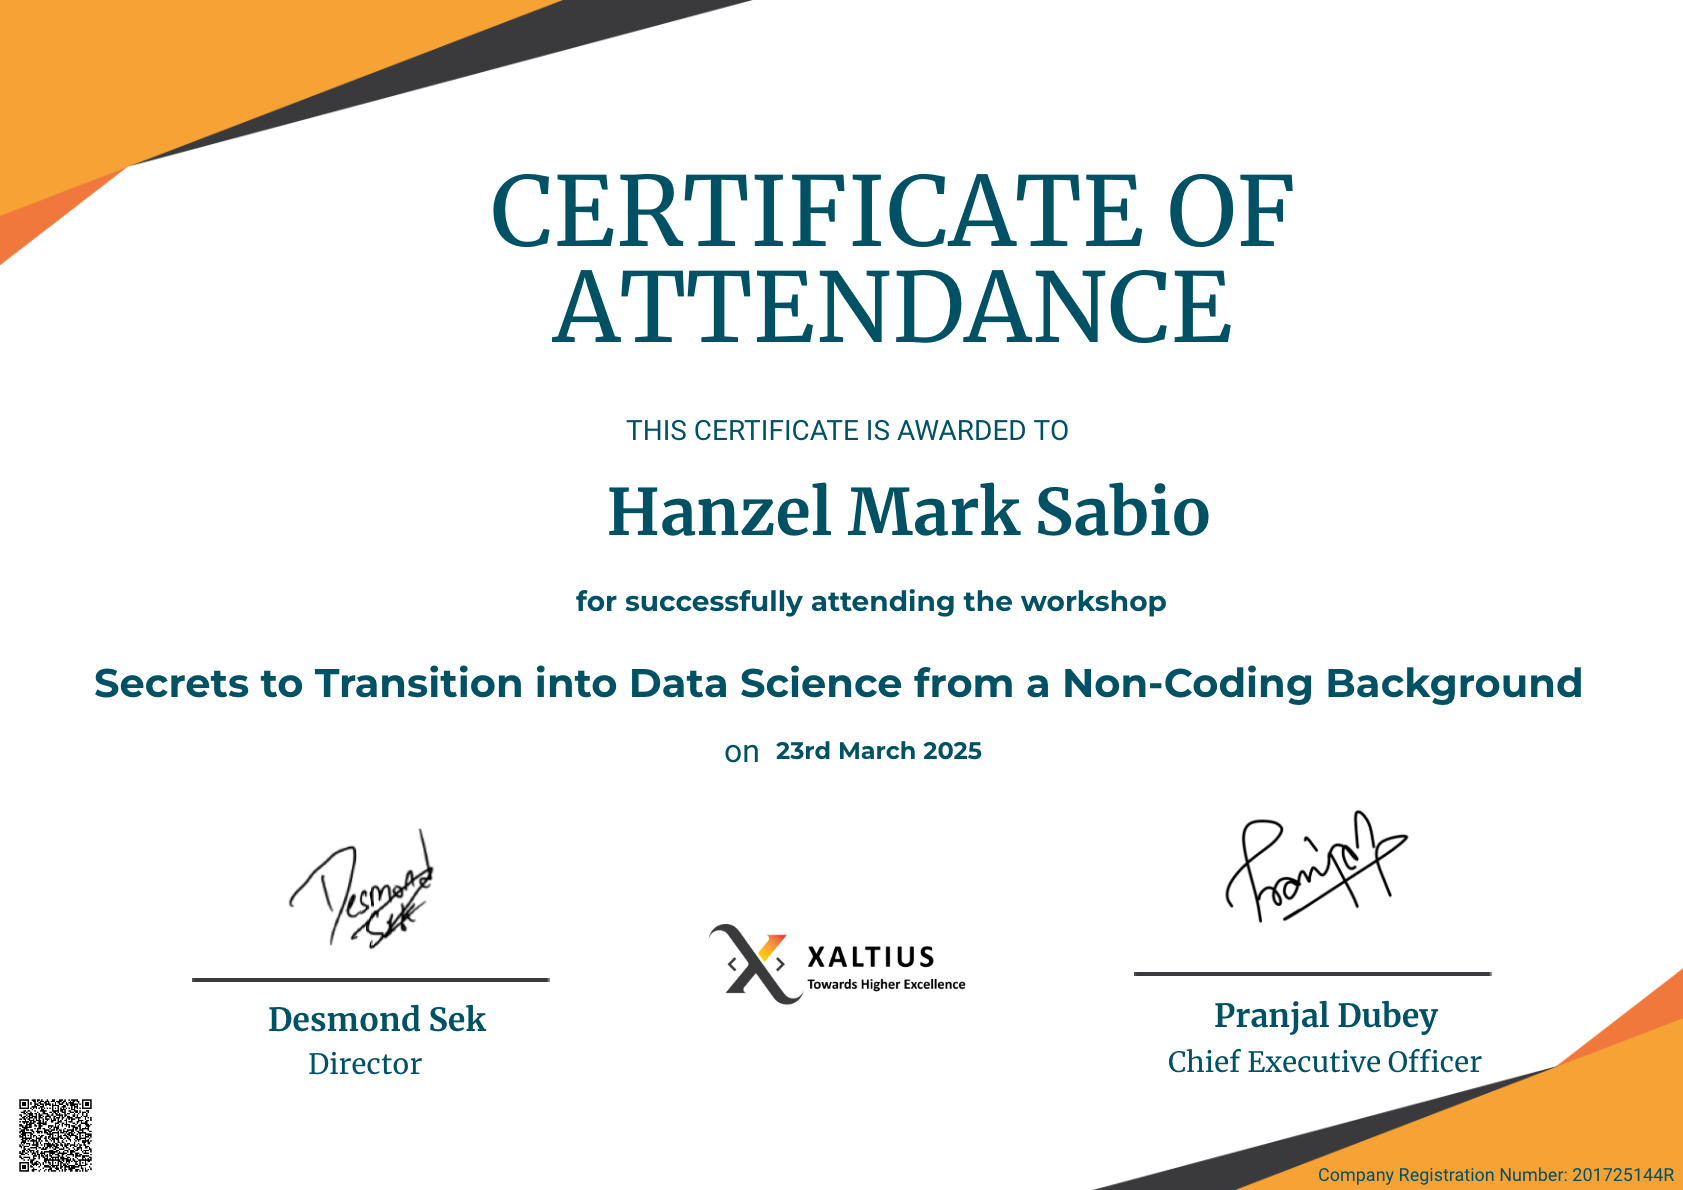 CERTIFICATE OF
ATTENDANCE
THIS CERTIFICATE IS AWARDED TO
Hanzel Mark Sabio
for successfully attending the workshop
Secrets to Transition into Data Science from a Non-Coding Background
on 23rd March 2025
Desmond Sek
Pranjal
XALTIUS
Towards Higher Excellence
Desmond Sek
Director
Pranjal Dubey
Chief Executive Officer
Company Registration Number: 201725144R